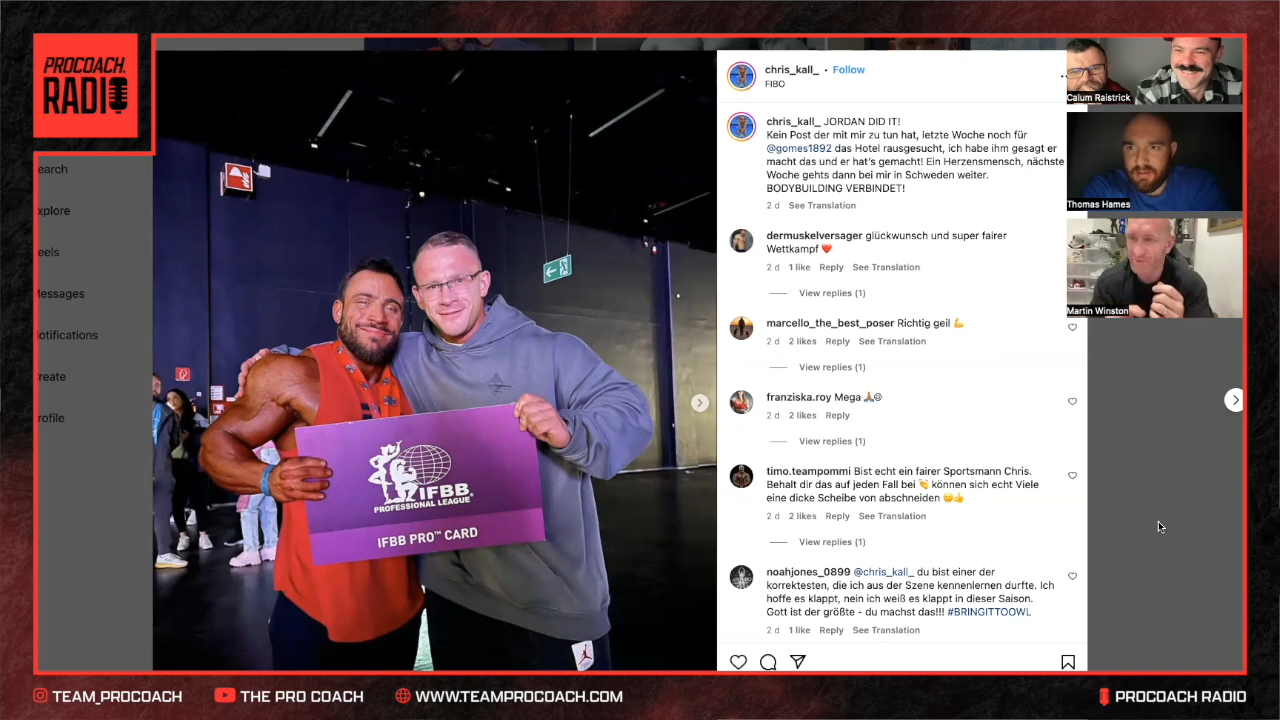 PROCOACH.
RADIO
earch
xplore
eels
Messages
otifications
reate
rofile
IFBB
PROFESSIONAL LEAGUE™
IFBB PRO™ CARD
chris_kall_ • Follow
FIBO
chris_kall_ JORDAN DID IT!
Kein Post der mit mir zu tun hat, letzte Woche noch für
@gomes1892 das Hotel rausgesucht, ich habe ihm gesagt er
macht das und er hat's gemacht! Ein Herzensmensch, nächste
Woche gehts dann bei mir in Schweden weiter.
BODYBUILDING VERBINDET!
2 d See Translation
dermuskelversager glückwunsch und super fairer
Wettkampf ❤️
2 d 1 like Reply See Translation
View replies (1)
marcello_the_best_poser Richtig geil 💪
2 d 2 likes Reply See Translation
View replies (1)
franziska.roy Mega 🙏🏼☺
2 d 2 likes Reply
View replies (1)
timo.teampommi Bist echt ein fairer Sportsmann Chris.
Behalt dir das auf jeden Fall bei 👏 können sich echt Viele
eine dicke Scheibe von abschneiden 😊👍
2 d 2 likes Reply See Translation
View replies (1)
noahjones_0899 @chris_kall_ du bist einer der
korrektesten, die ich aus der Szene kennenlernen durfte. Ich
hoffe es klappt, nein ich weiß es klappt in dieser Saison.
Gott ist der größte - du machst das!!! #BRINGITTOOWL
2 d 1 like Reply See Translation
Calum Raistrick
Thomas Hames
Martin Winston
TEAM_PROCOACH
THE PRO COACH
WWW.TEAMPROCOACH.COM
PROCOACH RADIO